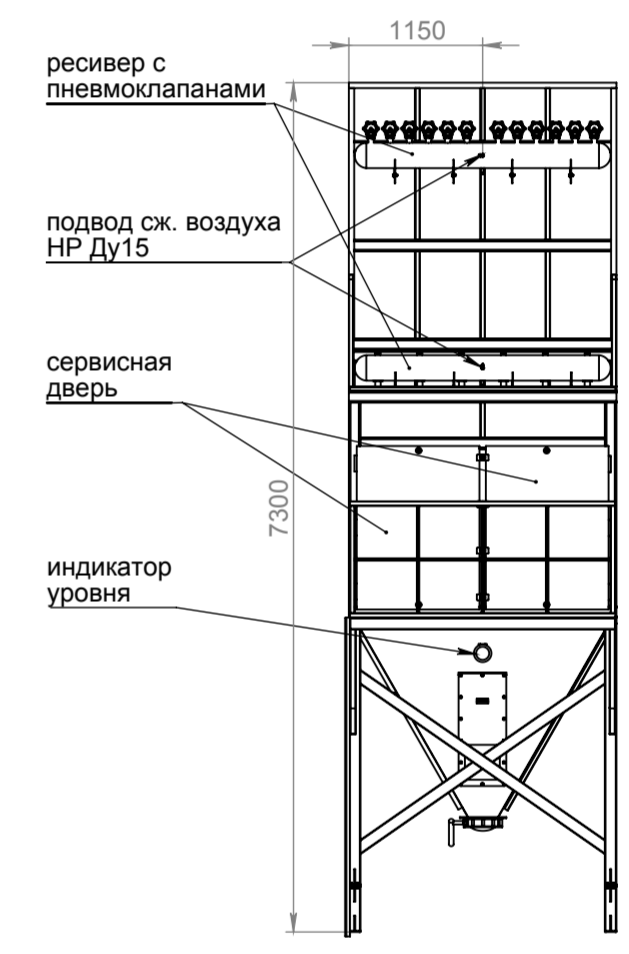 1150
ресивер с
пневмоклапанами
подвод сж. воздуха
НР Ду15
сервисная
дверь
7300
индикатор
уровня